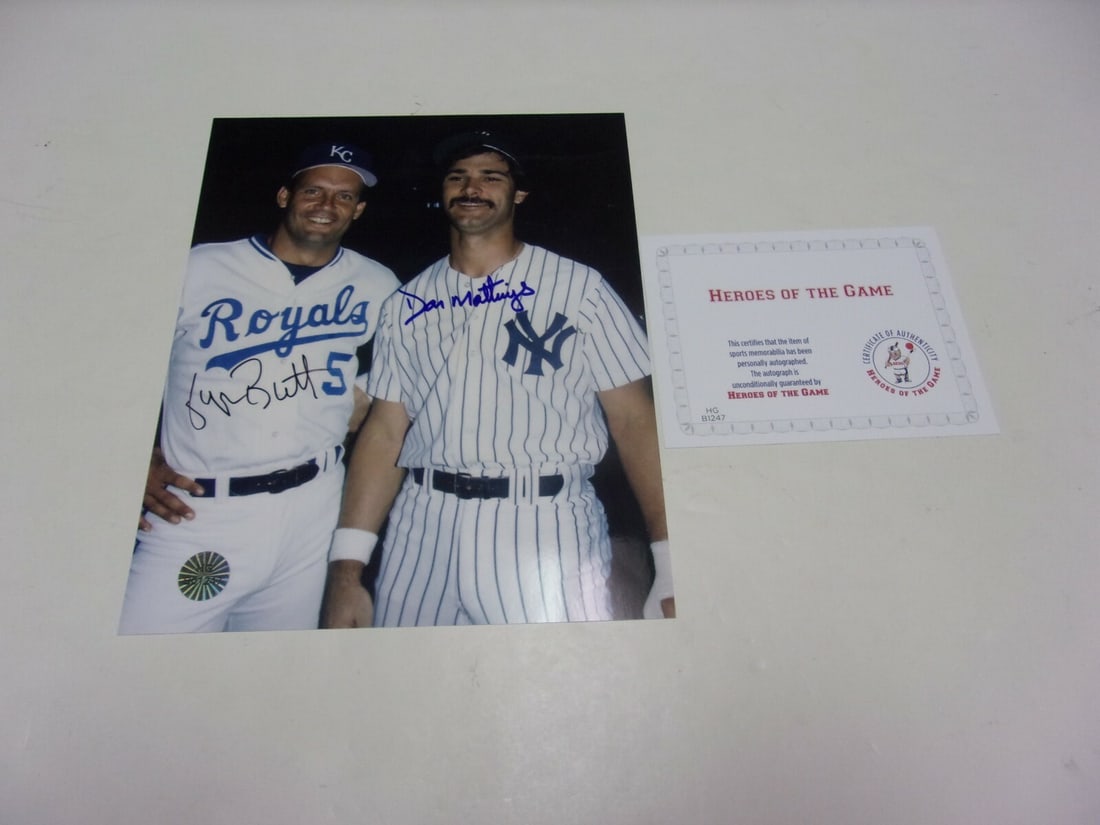 KC
Royals
5
George Brett
Don Mattingly
NY
HEROES OF THE GAME
This certifies that the item of
sports memorabilia has been
personally autographed.
The autograph is
unconditionally guaranteed by
HEROES OF THE GAME
HG
B1247
CERTIFICATE OF AUTHENTICITY
HEROES OF THE GAME